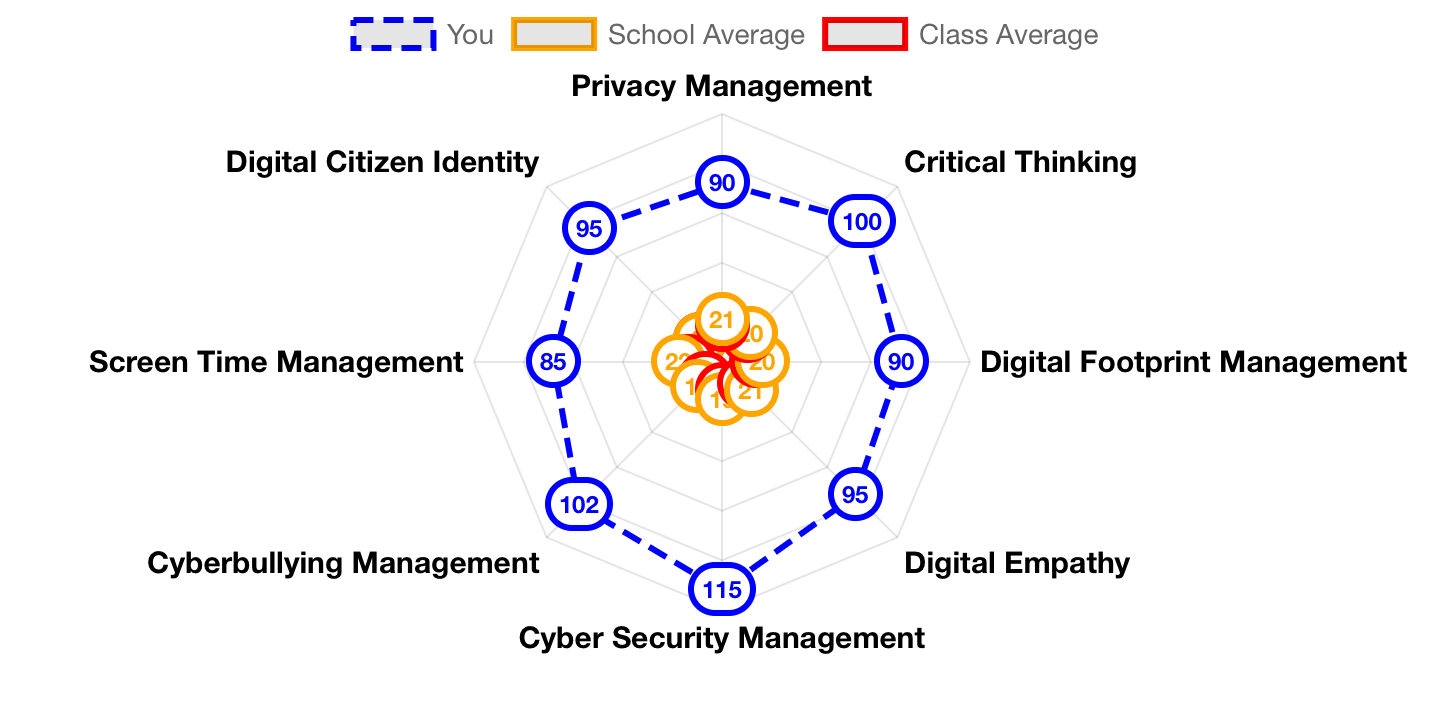 You School Average Class Average
Privacy Management
Digital Citizen Identity
Critical Thinking
90
95
100
21
Screen Time Management
85
20
90
Digital Footprint Management
21
95
102
Cyberbullying Management
Digital Empathy
115
Cyber Security Management